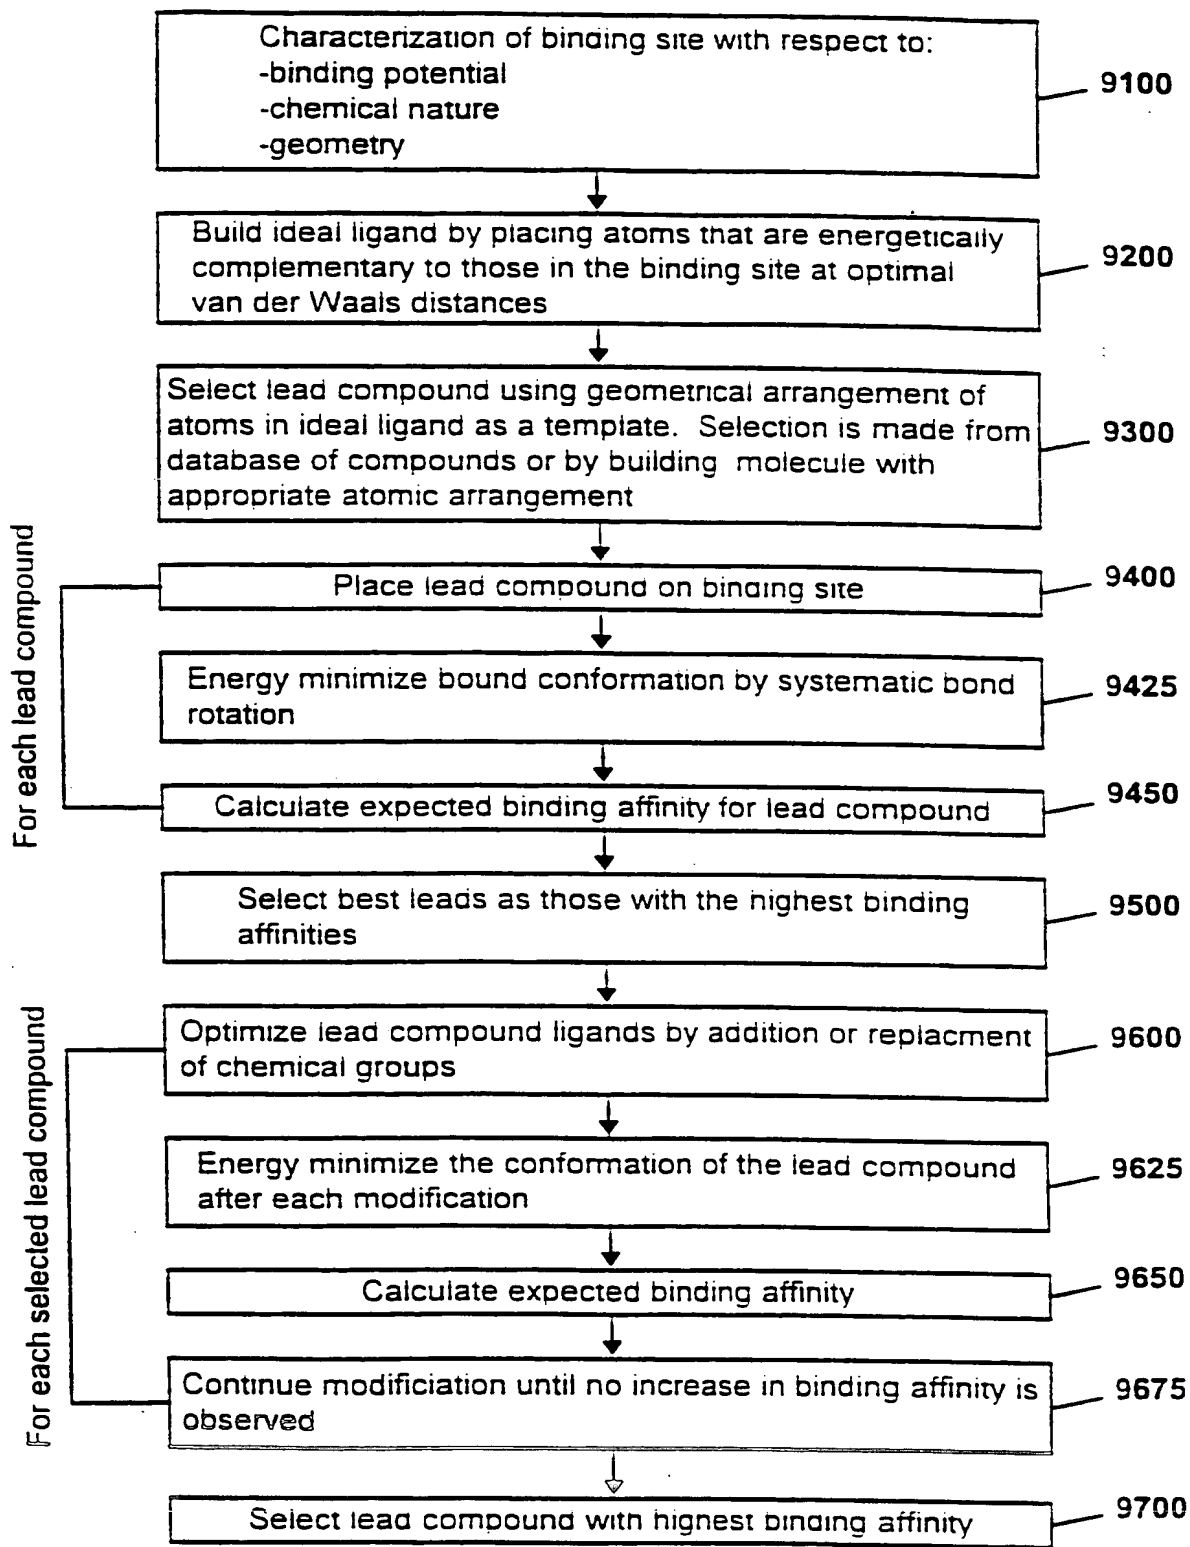 Characterization of binding site with respect to:
-binding potential
-chemical nature
-geometry
9100
Build ideal ligand by placing atoms that are energetically
complementary to those in the binding site at optimal
van der Waals distances
9200
Select lead compound using geometrical arrangement of
atoms in ideal ligand as a template. Selection is made from
database of compounds or by building molecule with
appropriate atomic arrangement
9300
For each lead compound
Place lead compound on binding site
9400
Energy minimize bound conformation by systematic bond
rotation
9425
Calculate expected binding affinity for lead compound
9450
Select best leads as those with the highest binding
affinities
9500
For each selected lead compound
Optimize lead compound ligands by addition or replacment
of chemical groups
9600
Energy minimize the conformation of the lead compound
after each modification
9625
Calculate expected binding affinity
9650
Continue modificiation until no increase in binding affinity is
observed
9675
Select lead compound with highest binding affinity
9700